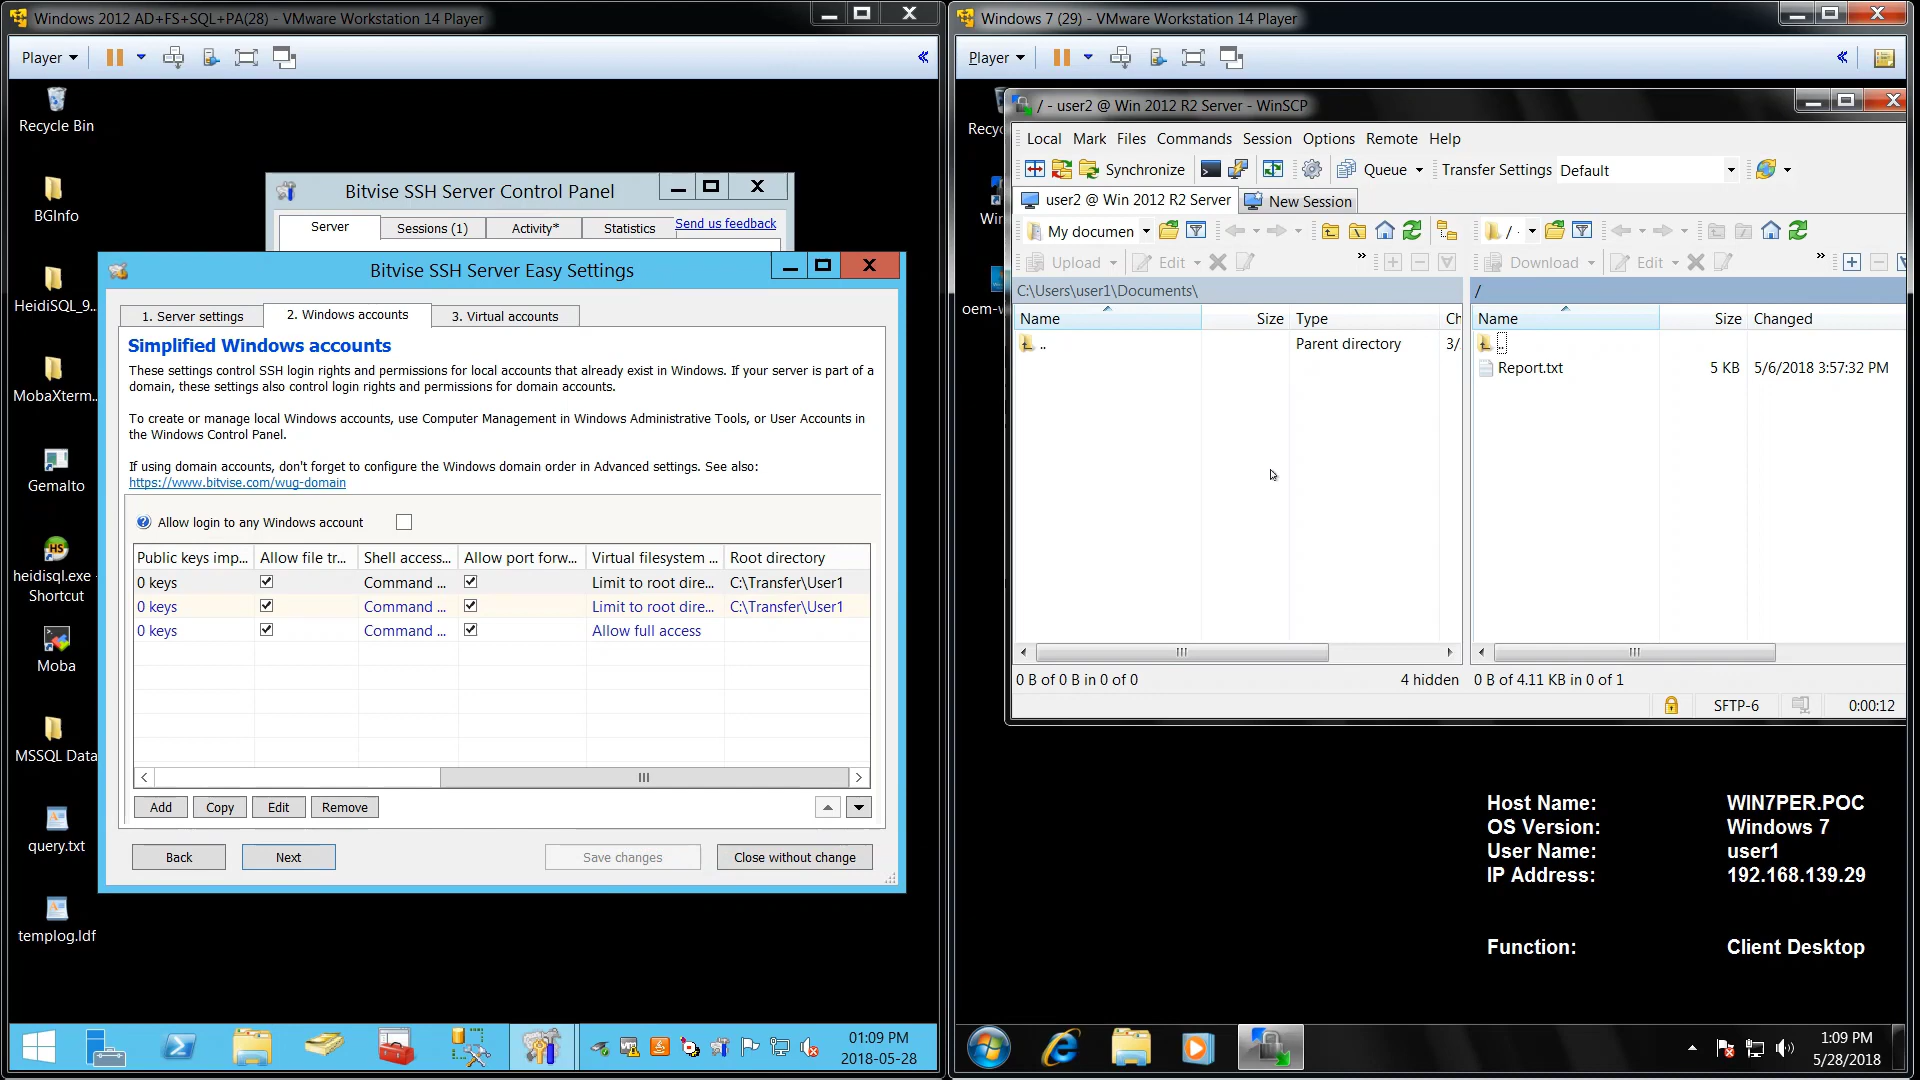 Windows 2012 AD+FS+SQL+PA(28) - VMware Workstation 14 Player
Player
Recycle Bin
BGInfo
HeidiSQL_9...
MobaXterm...
Gemalto
heidisql.exe -
Shortcut
Moba
MSSQL Data
query.txt
templog.ldf
Bitvise SSH Server Control Panel
Server
Sessions (1)
Activity*
Statistics
Send us feedback
Bitvise SSH Server Easy Settings
1. Server settings
2. Windows accounts
3. Virtual accounts
Simplified Windows accounts
These settings control SSH login rights and permissions for local accounts that already exist in Windows. If your server is part of a
domain, these settings also control login rights and permissions for domain accounts.
To create or manage local Windows accounts, use Computer Management in Windows Administrative Tools, or User Accounts in
the Windows Control Panel.
If using domain accounts, don't forget to configure the Windows domain order in Advanced settings. See also:
https://www.bitvise.com/wug-domain
Allow login to any Windows account
Public keys imp... Allow file tr... Shell access... Allow port forw... Virtual filesystem ... Root directory
0 keys Command ... Limit to root dire... C:\Transfer\User1
0 keys Command ... Limit to root dire... C:\Transfer\User1
0 keys Command ... Allow full access
Add
Copy
Edit
Remove
Back
Next
Save changes
Close without change
01:09 PM
2018-05-28
Windows 7 (29) - VMware Workstation 14 Player
Player
Recyc
Win
oem-w
/ - user2 @ Win 2012 R2 Server - WinSCP
Local Mark Files Commands Session Options Remote Help
Synchronize
Queue
Transfer Settings
Default
user2 @ Win 2012 R2 Server
New Session
My documen
/
Upload
Edit
Download
Edit
C:\Users\user1\Documents\
/
Name Size Type Ch
.. Parent directory 3/
Name Size Changed
..
Report.txt 5 KB 5/6/2018 3:57:32 PM
0 B of 0 B in 0 of 0
4 hidden
0 B of 4.11 KB in 0 of 1
SFTP-6
0:00:12
Host Name: WIN7PER.POC
OS Version: Windows 7
User Name: user1
IP Address: 192.168.139.29
Function: Client Desktop
1:09 PM
5/28/2018